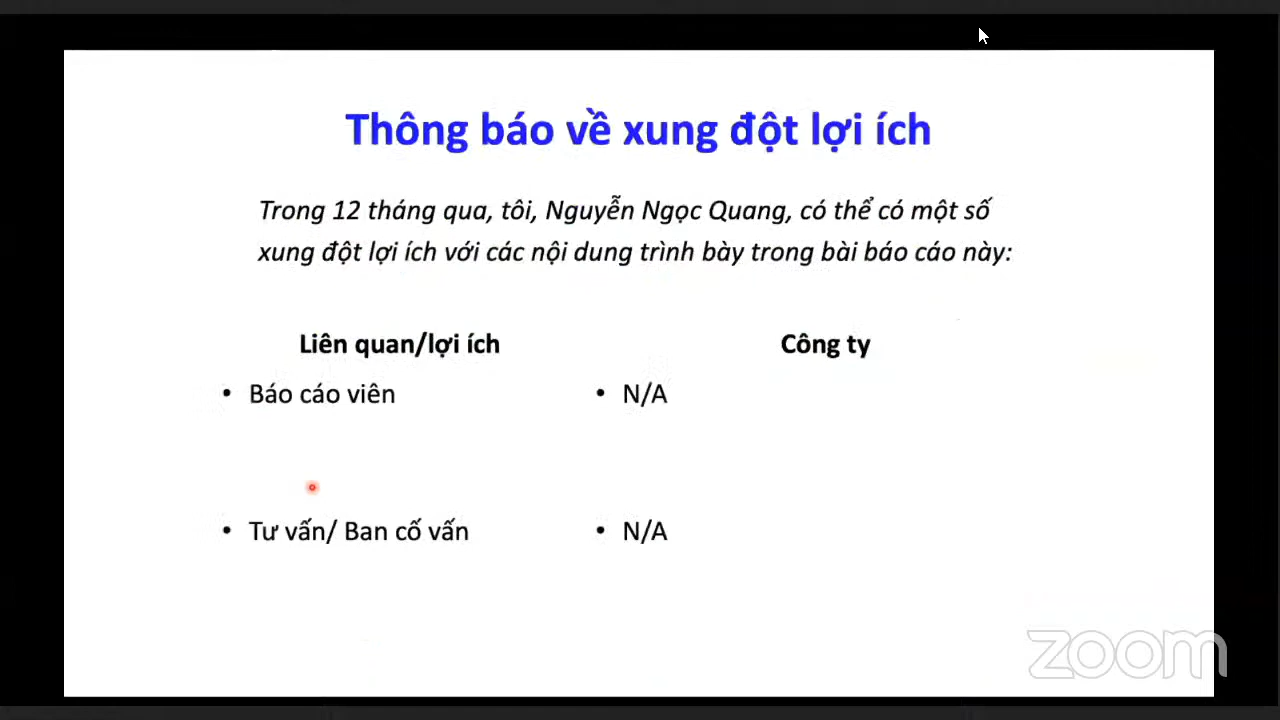 Thông báo về xung đột lợi ích
Trong 12 tháng qua, tôi, Nguyễn Ngọc Quang, có thể có một số
xung đột lợi ích với các nội dung trình bày trong bài báo cáo này:
Liên quan/lợi ích
Công ty
• Báo cáo viên
• N/A
• Tư vấn/ Ban cố vấn
• N/A
zoom